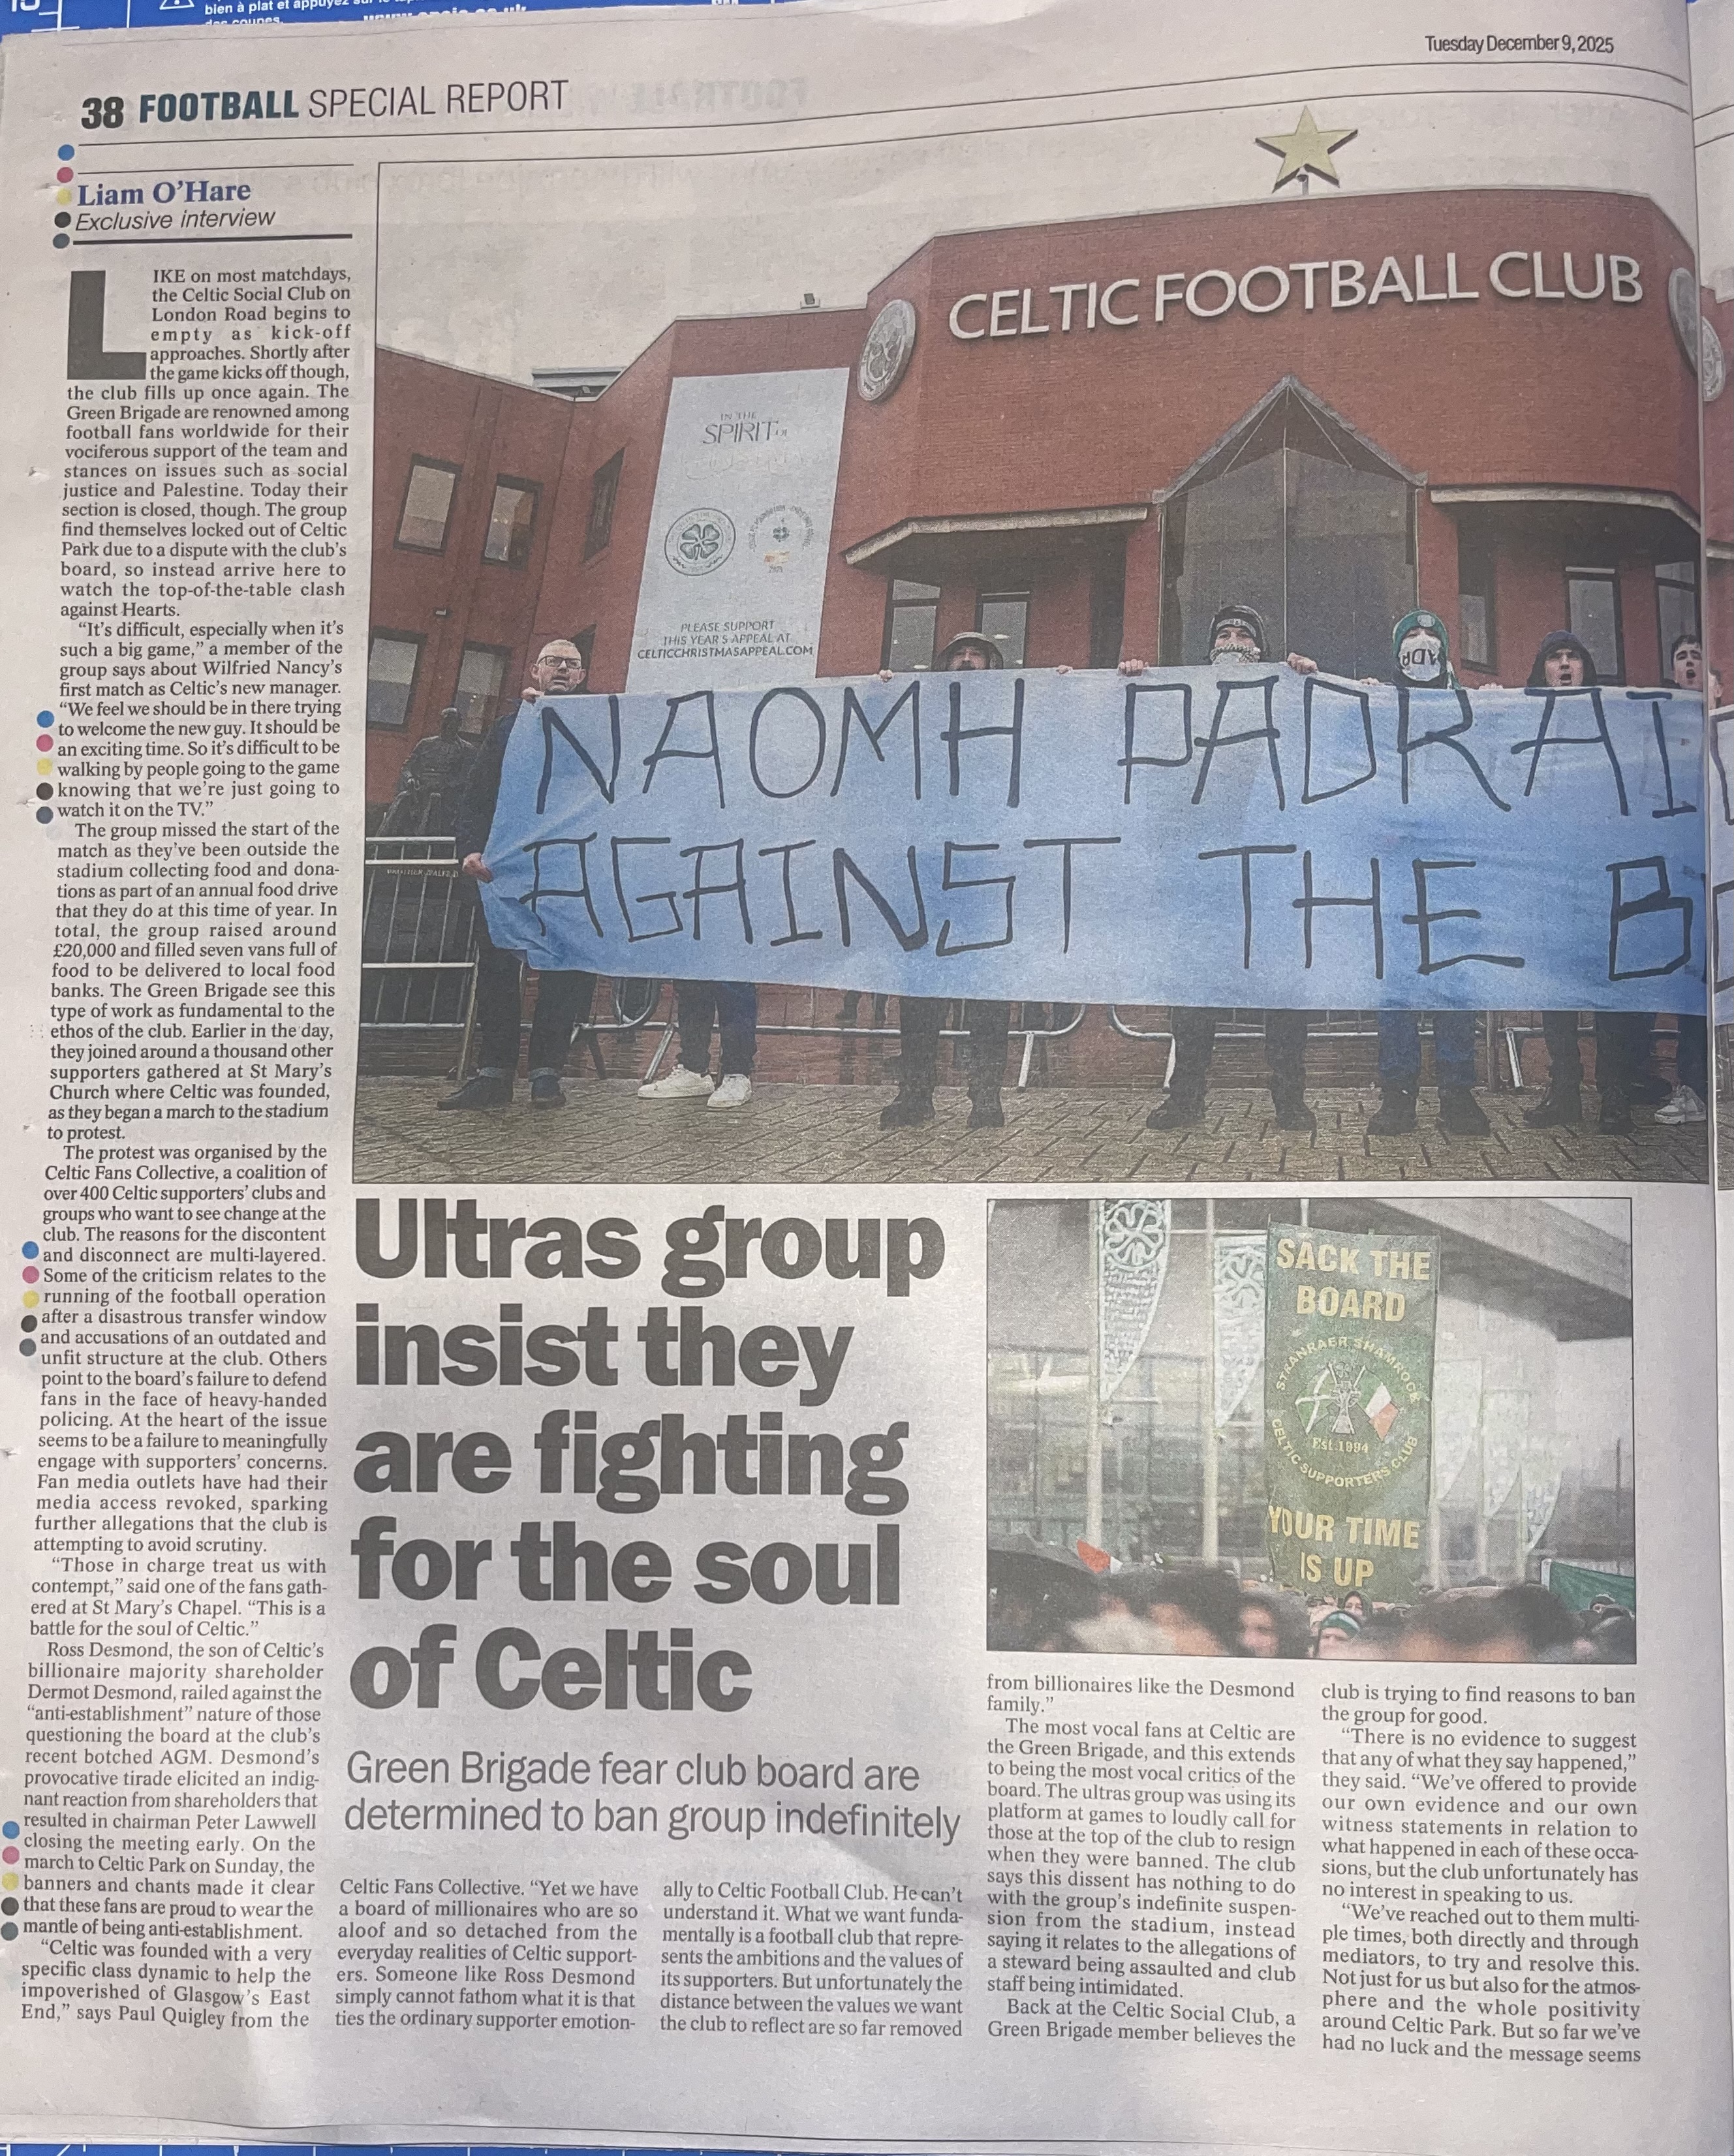 bien à plat et appuyez
Tuesday December 9, 2025
38 FOOTBALL SPECIAL REPORT
Liam O'Hare
Exclusive interview
LIKE on most matchdays,
the Celtic Social Club on
London Road begins to
empty as kick-off
approaches. Shortly after
the game kicks off though,
the club fills up once again. The
Green Brigade are renowned among
football fans worldwide for their
vociferous support of the team and
stances on issues such as social
justice and Palestine. Today their
section is closed, though. The group
find themselves locked out of Celtic
Park due to a dispute with the club's
board, so instead arrive here to
watch the top-of-the-table clash
against Hearts.
"It's difficult, especially when it's
such a big game," a member of the
group says about Wilfried Nancy's
first match as Celtic's new manager.
"We feel we should be in there trying
to welcome the new guy. It should be
an exciting time. So it's difficult to be
walking by people going to the game
knowing that we're just going to
watch it on the TV."
The group missed the start of the
match as they've been outside the
stadium collecting food and dona-
tions as part of an annual food drive
that they do at this time of year. In
total, the group raised around
£20,000 and filled seven vans full of
food to be delivered to local food
banks. The Green Brigade see this
type of work as fundamental to the
ethos of the club. Earlier in the day,
they joined around a thousand other
supporters gathered at St Mary's
Church where Celtic was founded,
as they began a march to the stadium
to protest.
The protest was organised by the
Celtic Fans Collective, a coalition of
over 400 Celtic supporters' clubs and
groups who want to see change at the
club. The reasons for the discontent
and disconnect are multi-layered.
Some of the criticism relates to the
running of the football operation
after a disastrous transfer window
and accusations of an outdated and
unfit structure at the club. Others
point to the board's failure to defend
fans in the face of heavy-handed
policing. At the heart of the issue
seems to be a failure to meaningfully
engage with supporters' concerns.
Fan media outlets have had their
media access revoked, sparking
further allegations that the club is
attempting to avoid scrutiny.
"Those in charge treat us with
contempt," said one of the fans gath-
ered at St Mary's Chapel. "This is a
battle for the soul of Celtic."
Ross Desmond, the son of Celtic's
billionaire majority shareholder
Dermot Desmond, railed against the
"anti-establishment" nature of those
questioning the board at the club's
recent botched AGM. Desmond's
provocative tirade elicited an indig-
nant reaction from shareholders that
resulted in chairman Peter Lawwell
closing the meeting early. On the
march to Celtic Park on Sunday, the
banners and chants made it clear
that these fans are proud to wear the
mantle of being anti-establishment.
"Celtic was founded with a very
specific class dynamic to help the
impoverished of Glasgow's East
End," says Paul Quigley from the
CELTIC FOOTBALL CLUB
IN THE
SPIRIT OF
PLEASE SUPPORT
THIS YEAR'S APPEAL AT
CELTICCHRISTMASAPPEAL.COM
NAOMH PADRAI
AGAINST THE B
Ultras group
insist they
are fighting
for the soul
of Celtic
Green Brigade fear club board are
determined to ban group indefinitely
SACK THE
BOARD
STRANRAER SHAMROCK
Est.1994
CELTIC SUPPORTERS CLUB
YOUR TIME
IS UP
Celtic Fans Collective. "Yet we have
a board of millionaires who are so
aloof and so detached from the
everyday realities of Celtic support-
ers. Someone like Ross Desmond
simply cannot fathom what it is that
ties the ordinary supporter emotion-
ally to Celtic Football Club. He can't
understand it. What we want funda-
mentally is a football club that repre-
sents the ambitions and the values of
its supporters. But unfortunately the
distance between the values we want
the club to reflect are so far removed
from billionaires like the Desmond
family."
The most vocal fans at Celtic are
the Green Brigade, and this extends
to being the most vocal critics of the
board. The ultras group was using its
platform at games to loudly call for
those at the top of the club to resign
when they were banned. The club
says this dissent has nothing to do
with the group's indefinite suspen-
sion from the stadium, instead
saying it relates to the allegations of
a steward being assaulted and club
staff being intimidated.
Back at the Celtic Social Club, a
Green Brigade member believes the
club is trying to find reasons to ban
the group for good.
"There is no evidence to suggest
that any of what they say happened,"
they said. "We've offered to provide
our own evidence and our own
witness statements in relation to
what happened in each of these occa-
sions, but the club unfortunately has
no interest in speaking to us.
"We've reached out to them multi-
ple times, both directly and through
mediators, to try and resolve this.
Not just for us but also for the atmos-
phere and the whole positivity
around Celtic Park. But so far we've
had no luck and the message seems